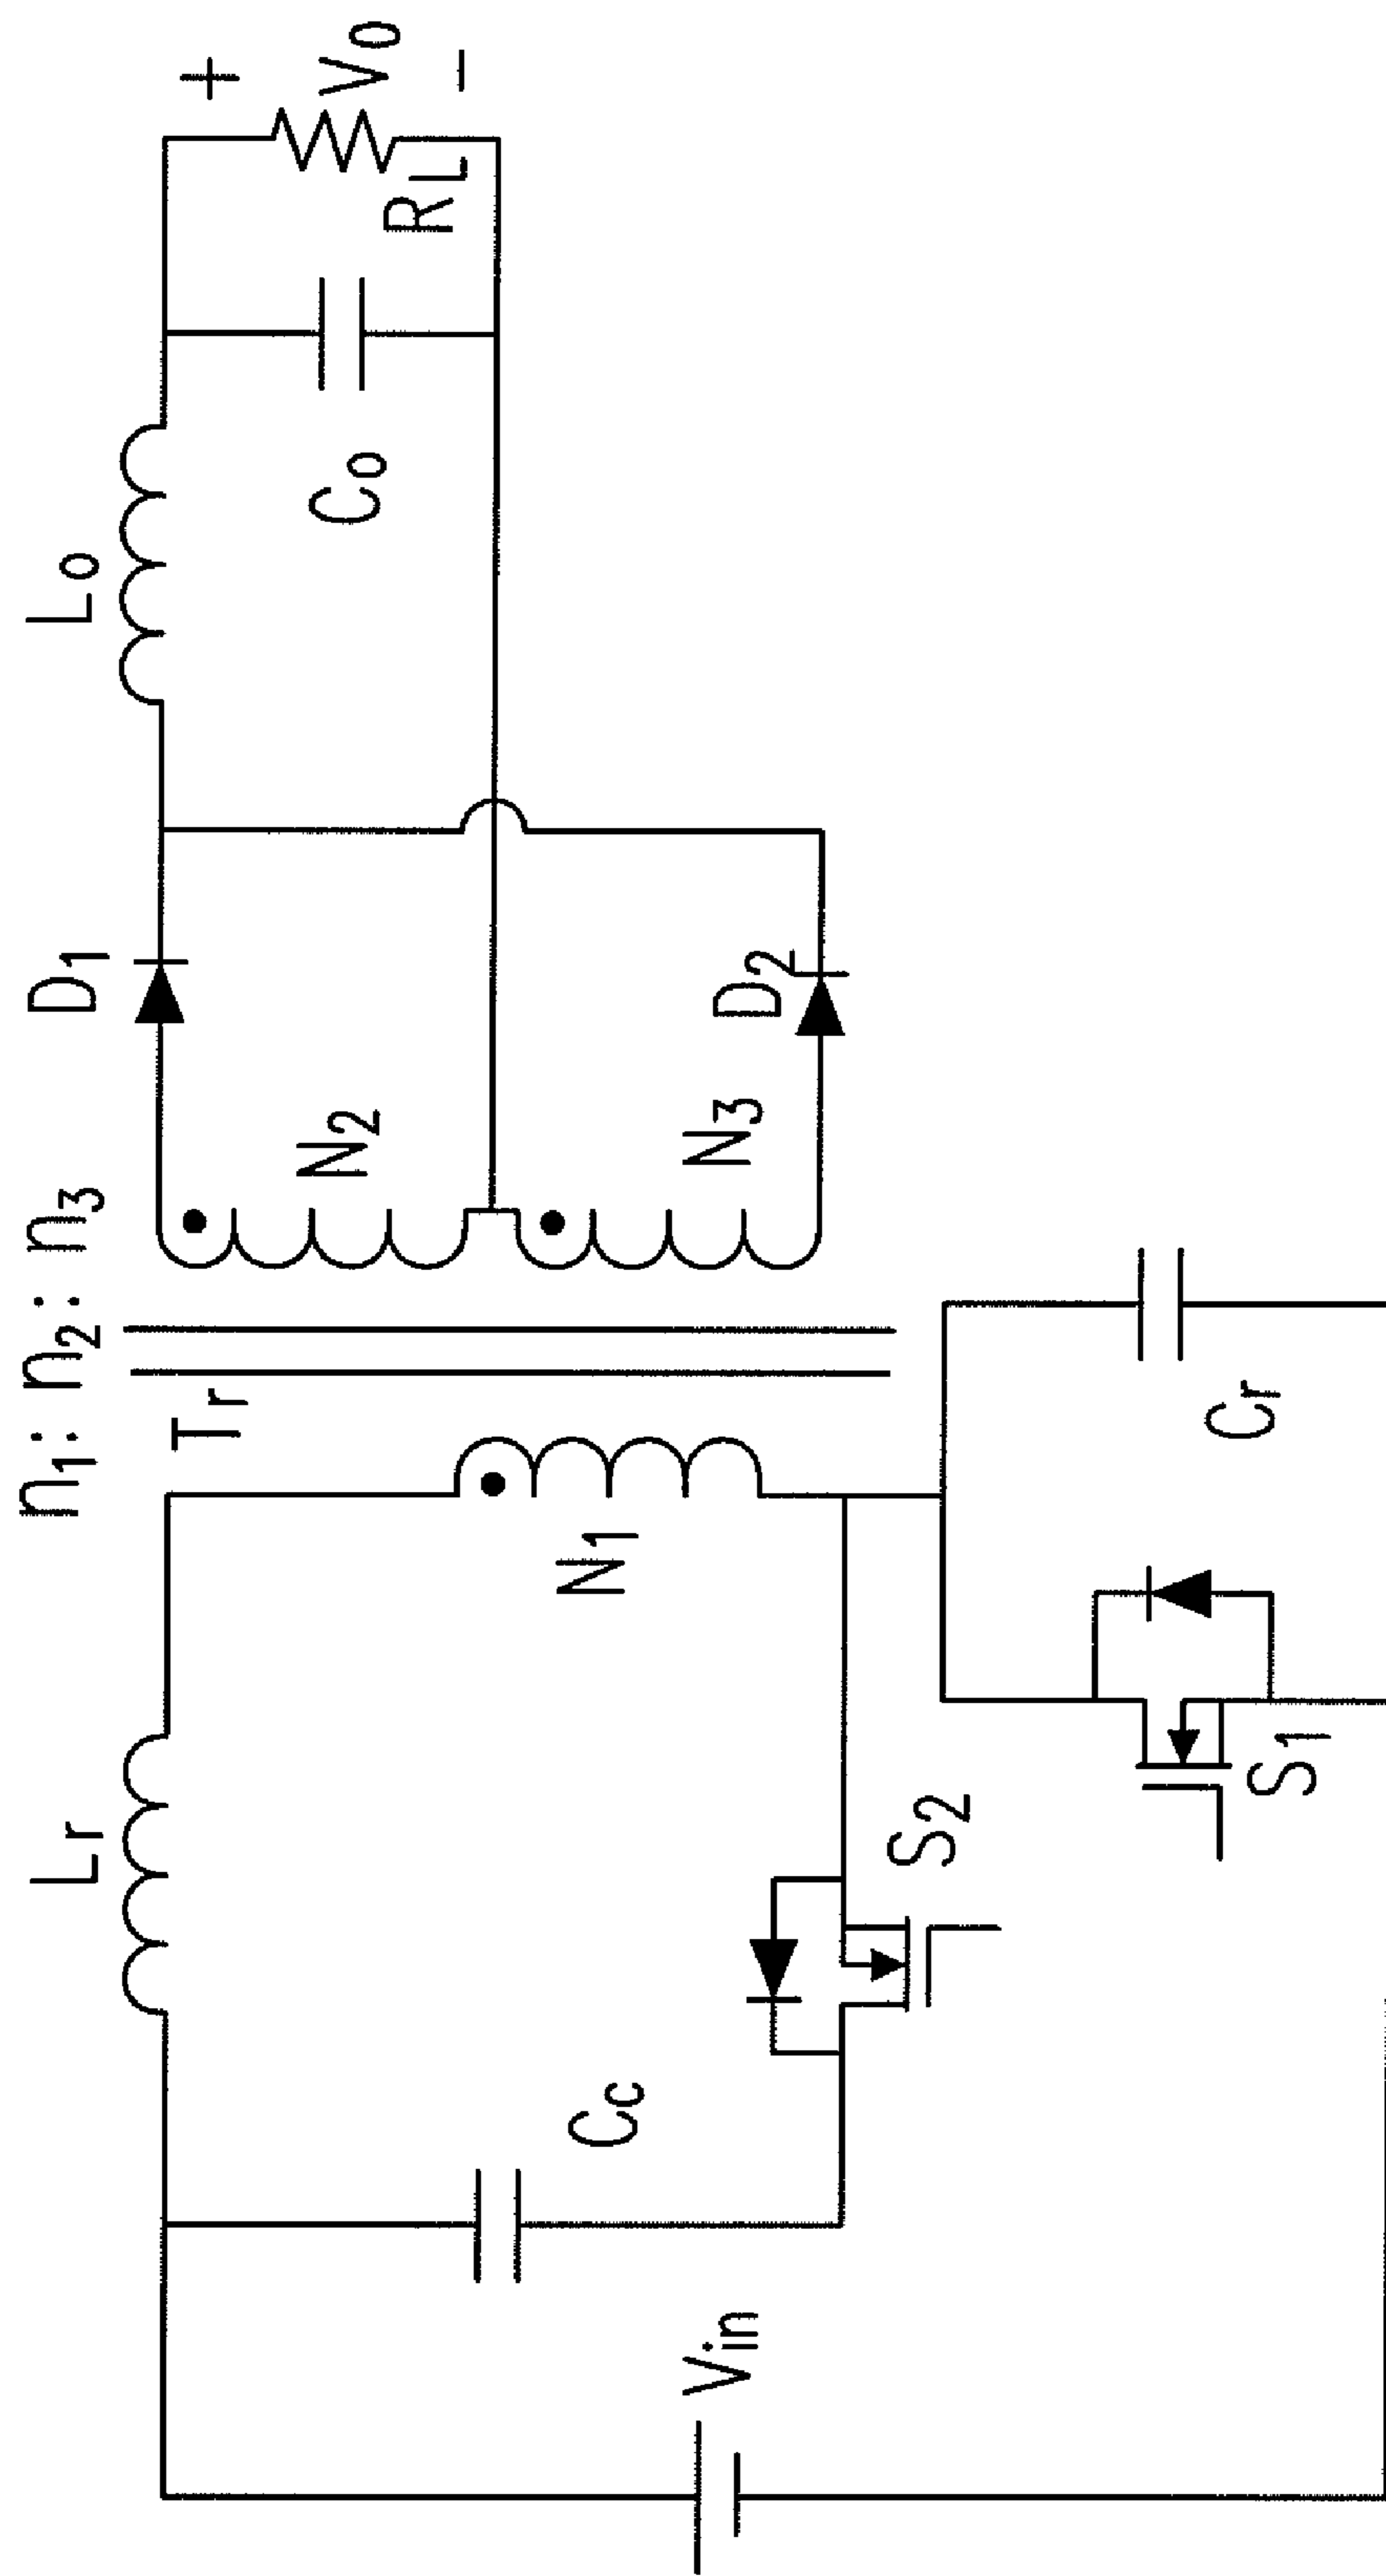 n1: n2: n3
Lr
Tr
D1
Lo
+
Vo
−
RL
Co
N2
N1
Cc
Vin
N3
D2
S2
Cr
S1